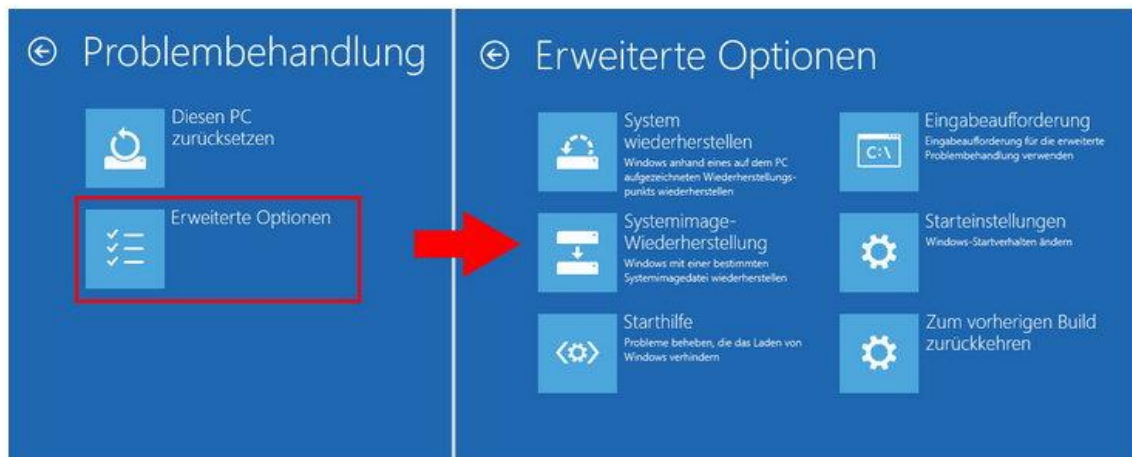 Problembehandlung
Diesen PC
zurücksetzen
Erweiterte Optionen
Erweiterte Optionen
System
wiederherstellen
Windows anhand eines auf dem PC
aufgezeichneten Wiederherstellungs-
punkts wiederherstellen
Systemimage-
Wiederherstellung
Windows mit einer bestimmten
Systemimagedatei wiederherstellen
Starthilfe
Probleme beheben, die das Laden von
Windows verhindern
C:\
Eingabeaufforderung
Eingabeaufforderung für die erweiterte
Problembehandlung verwenden
Starteinstellungen
Windows-Startverhalten ändern
Zum vorherigen Build
zurückkehren